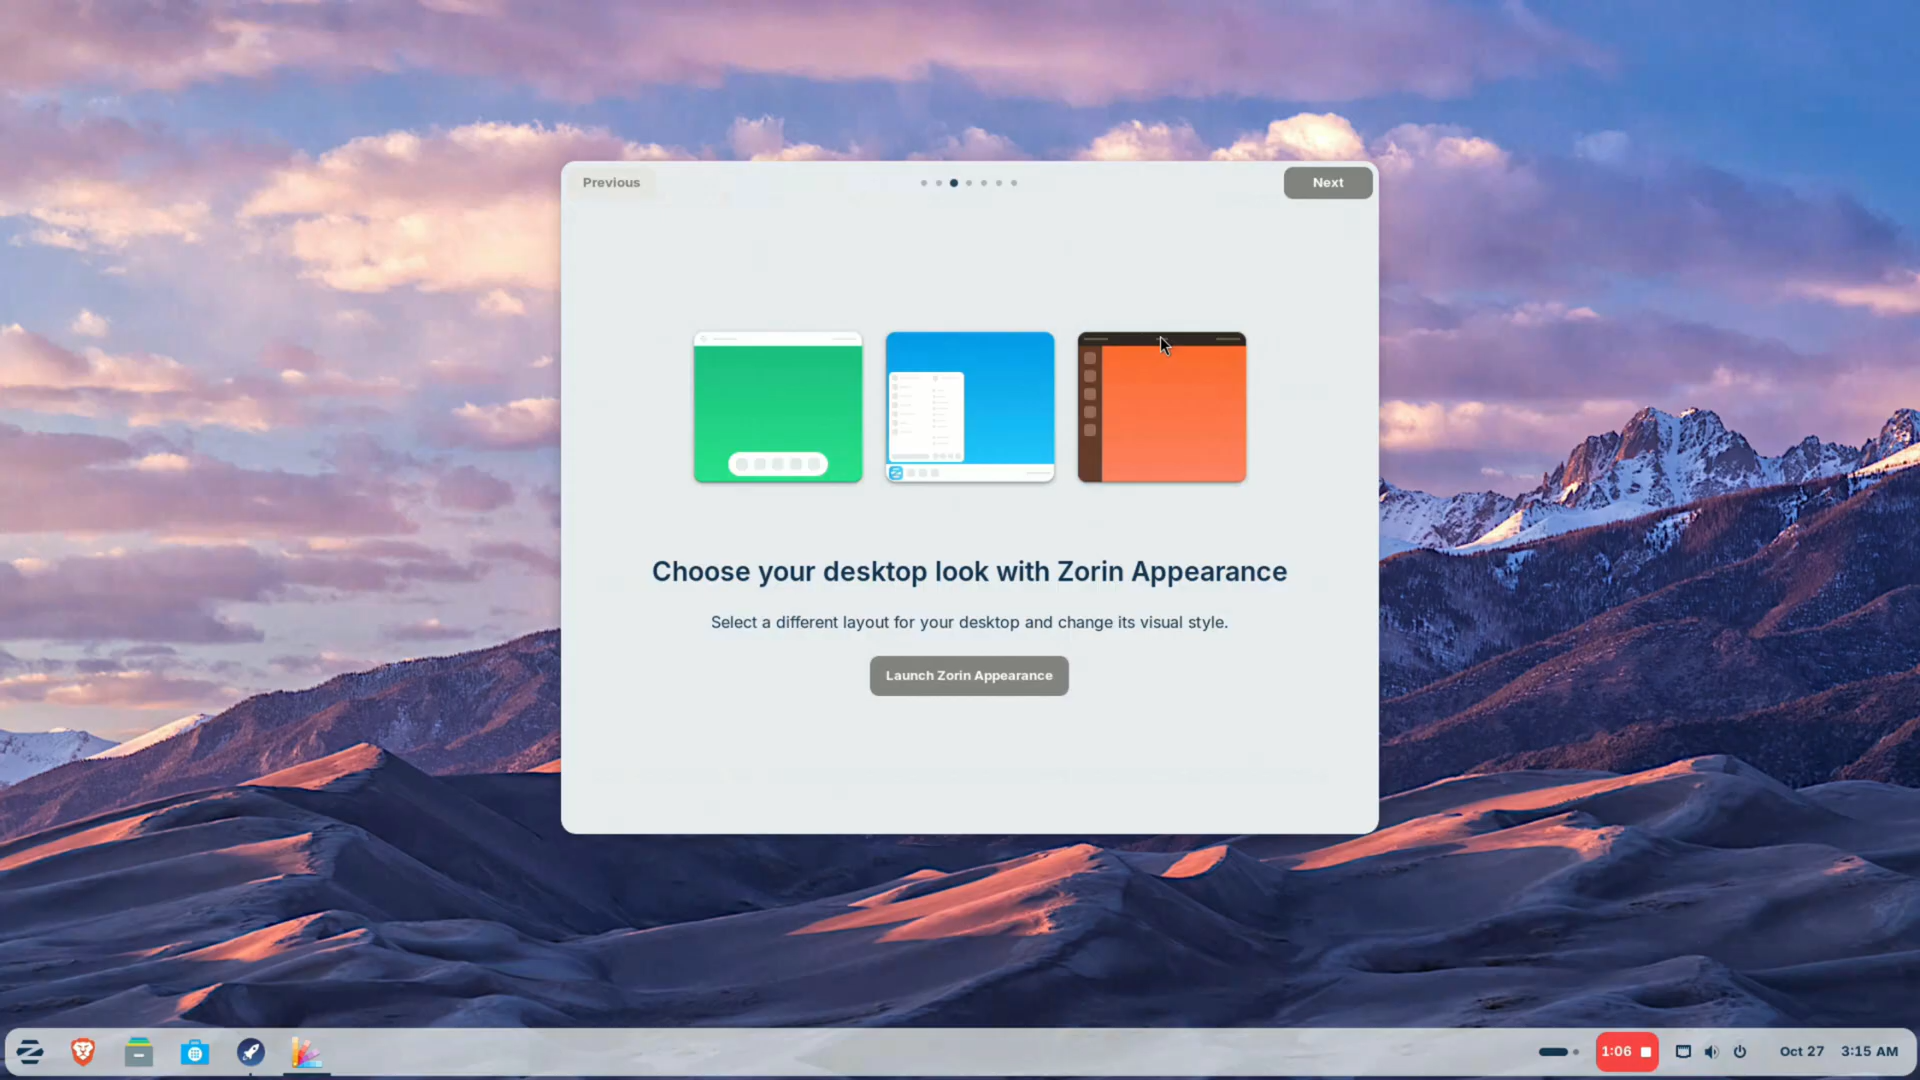 Previous
Next
Choose your desktop look with Zorin Appearance
Select a different layout for your desktop and change its visual style.
Launch Zorin Appearance
1:06
Oct 27
3:15 AM